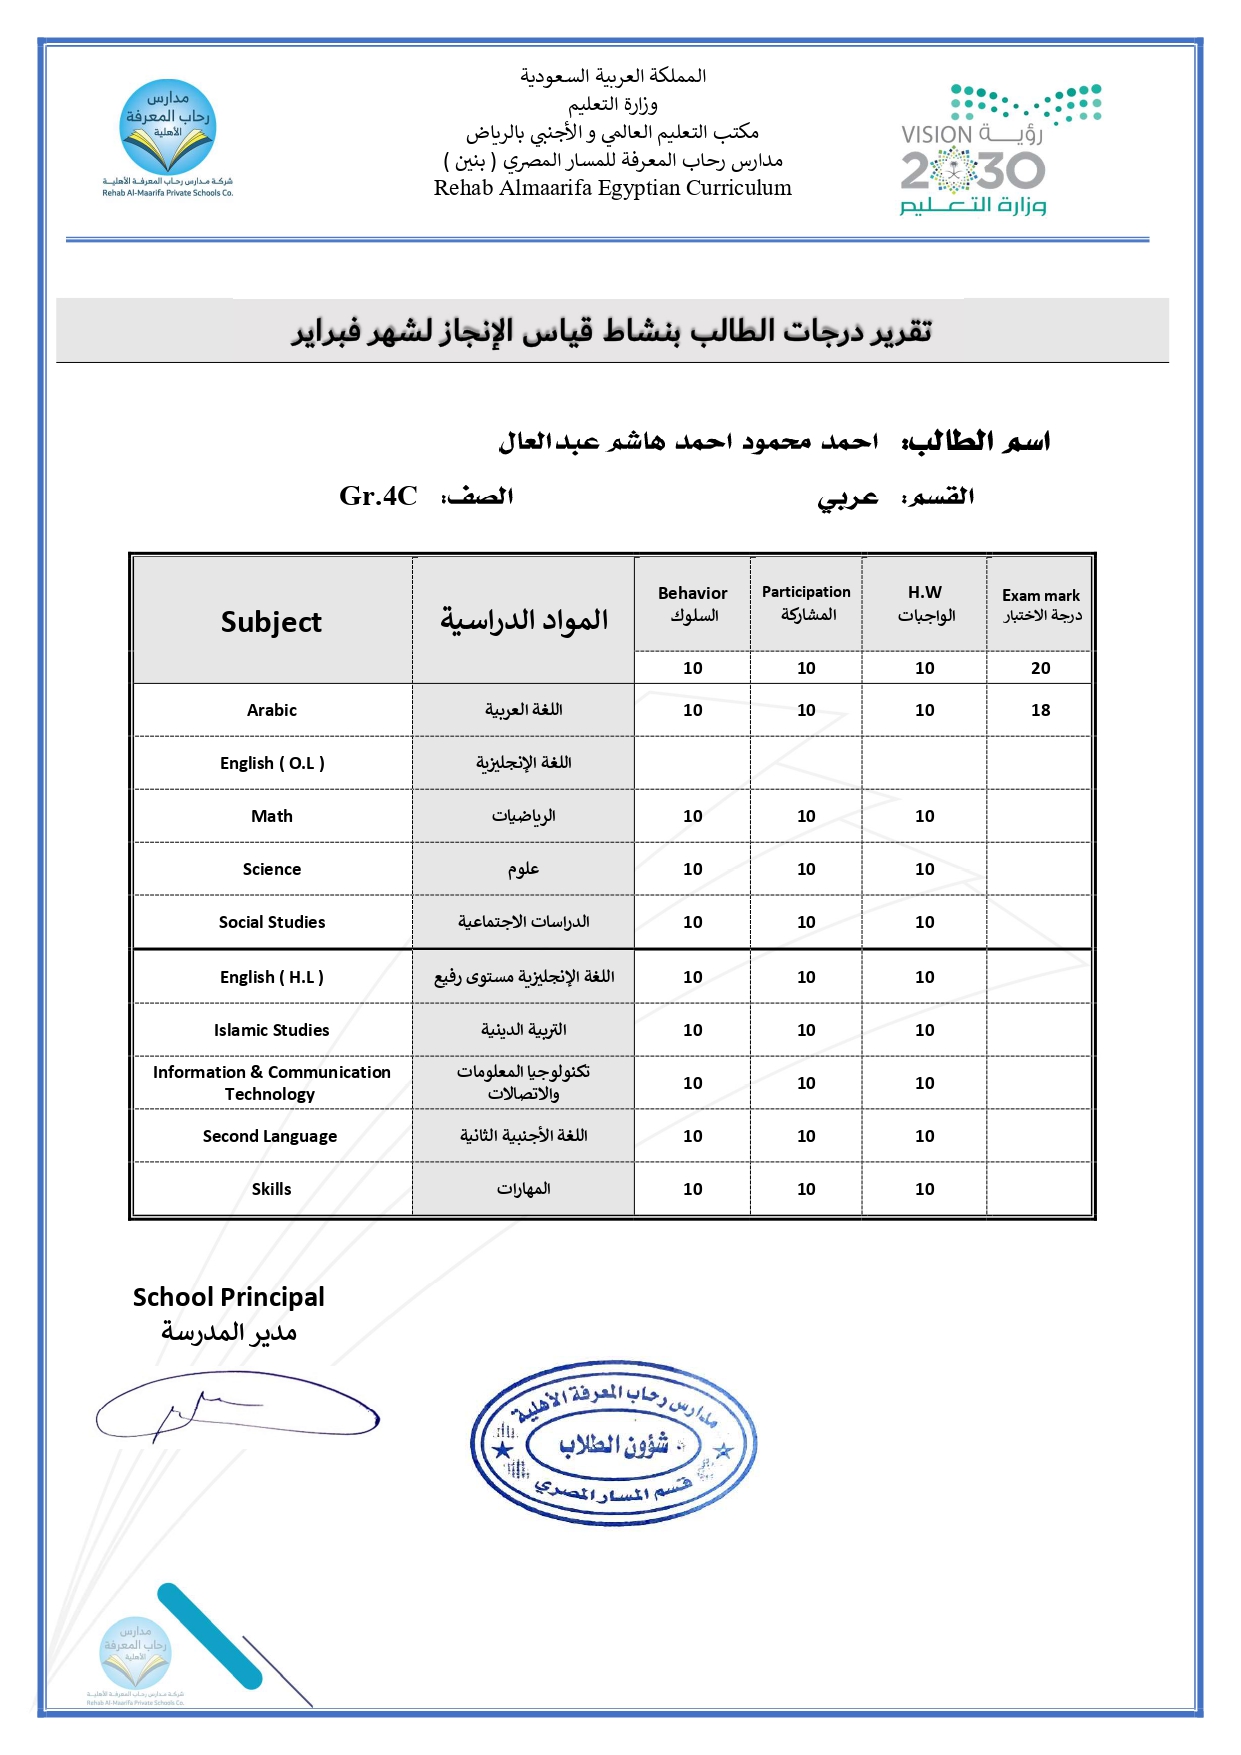 مدارس
رحاب المعرفة
الأهلية
شركة مدارس رحاب المعرفة الأهلية
Rehab Al-Maarifa Private Schools Co.
المملكة العربية السعودية
وزارة التعليم
مكتب التعليم العالمي و الأجنبي بالرياض
مدارس رحاب المعرفة للمسار المصري ( بنين )
Rehab Almaarifa Egyptian Curriculum
VISION رؤيـــة
2030
وزارة التعليم
تقرير درجات الطالب بنشاط قياس الإنجاز لشهر فبراير
اسم الطالب: احمد محمود احمد هاشم عبدالعال
القسم: عربي الصف: Gr.4C
Subject المواد الدراسية Behavior السلوك Participation المشاركة H.W الواجبات Exam mark درجة الاختبار
10 10 10 20
Arabic اللغة العربية 10 10 10 18
English ( O.L ) اللغة الإنجليزية
Math الرياضيات 10 10 10
Science علوم 10 10 10
Social Studies الدراسات الاجتماعية 10 10 10
English ( H.L ) اللغة الإنجليزية مستوى رفيع 10 10 10
Islamic Studies التربية الدينية 10 10 10
Information & Communication Technology تكنولوجيا المعلومات والاتصالات 10 10 10
Second Language اللغة الأجنبية الثانية 10 10 10
Skills المهارات 10 10 10
School Principal
مدير المدرسة
مدارس رحاب المعرفة الأهلية
شؤون الطلاب
قسم المسار المصري
مدارس
رحاب المعرفة
الأهلية
شركة مدارس رحاب المعرفة الأهلية
Rehab Al-Maarifa Private Schools Co.